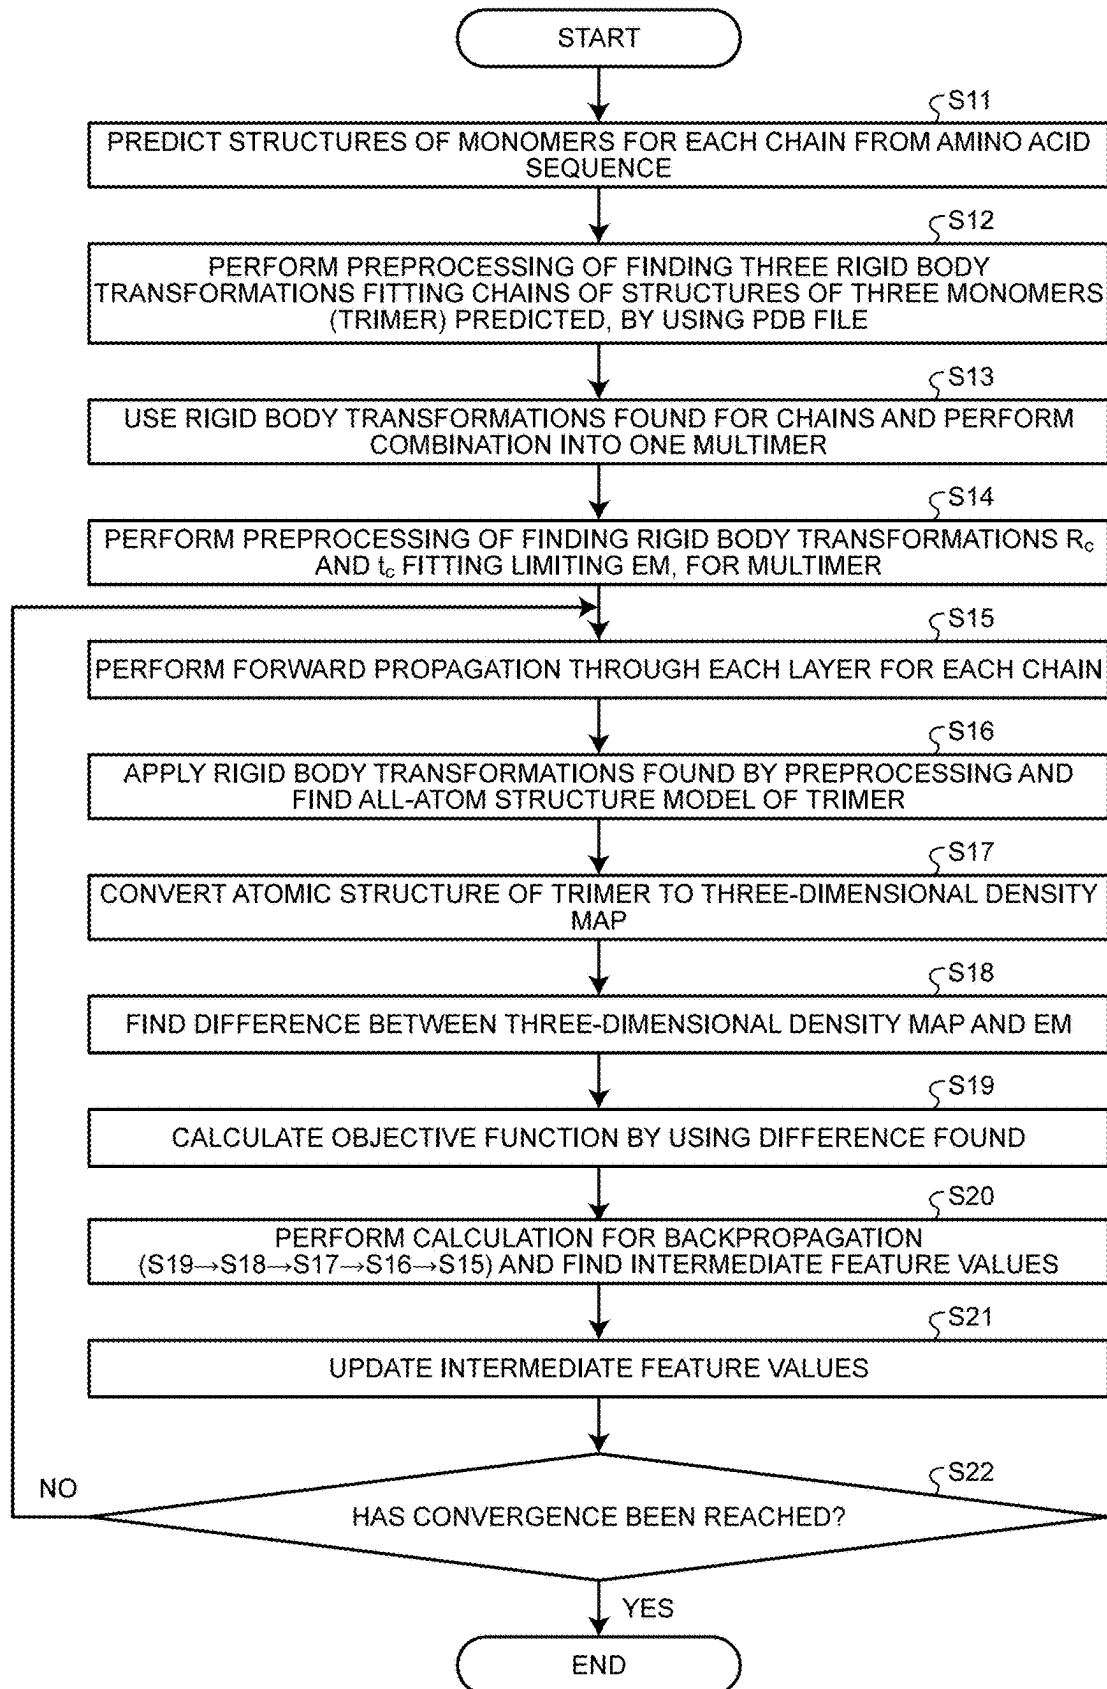 START
S11
PREDICT STRUCTURES OF MONOMERS FOR EACH CHAIN FROM AMINO ACID
SEQUENCE
S12
PERFORM PREPROCESSING OF FINDING THREE RIGID BODY
TRANSFORMATIONS FITTING CHAINS OF STRUCTURES OF THREE MONOMERS
(TRIMER) PREDICTED, BY USING PDB FILE
S13
USE RIGID BODY TRANSFORMATIONS FOUND FOR CHAINS AND PERFORM
COMBINATION INTO ONE MULTIMER
S14
PERFORM PREPROCESSING OF FINDING RIGID BODY TRANSFORMATIONS Rc
AND tc FITTING LIMITING EM, FOR MULTIMER
S15
PERFORM FORWARD PROPAGATION THROUGH EACH LAYER FOR EACH CHAIN
S16
APPLY RIGID BODY TRANSFORMATIONS FOUND BY PREPROCESSING AND
FIND ALL-ATOM STRUCTURE MODEL OF TRIMER
S17
CONVERT ATOMIC STRUCTURE OF TRIMER TO THREE-DIMENSIONAL DENSITY
MAP
S18
FIND DIFFERENCE BETWEEN THREE-DIMENSIONAL DENSITY MAP AND EM
S19
CALCULATE OBJECTIVE FUNCTION BY USING DIFFERENCE FOUND
S20
PERFORM CALCULATION FOR BACKPROPAGATION
(S19→S18→S17→S16→S15) AND FIND INTERMEDIATE FEATURE VALUES
S21
UPDATE INTERMEDIATE FEATURE VALUES
S22
NO
HAS CONVERGENCE BEEN REACHED?
YES
END